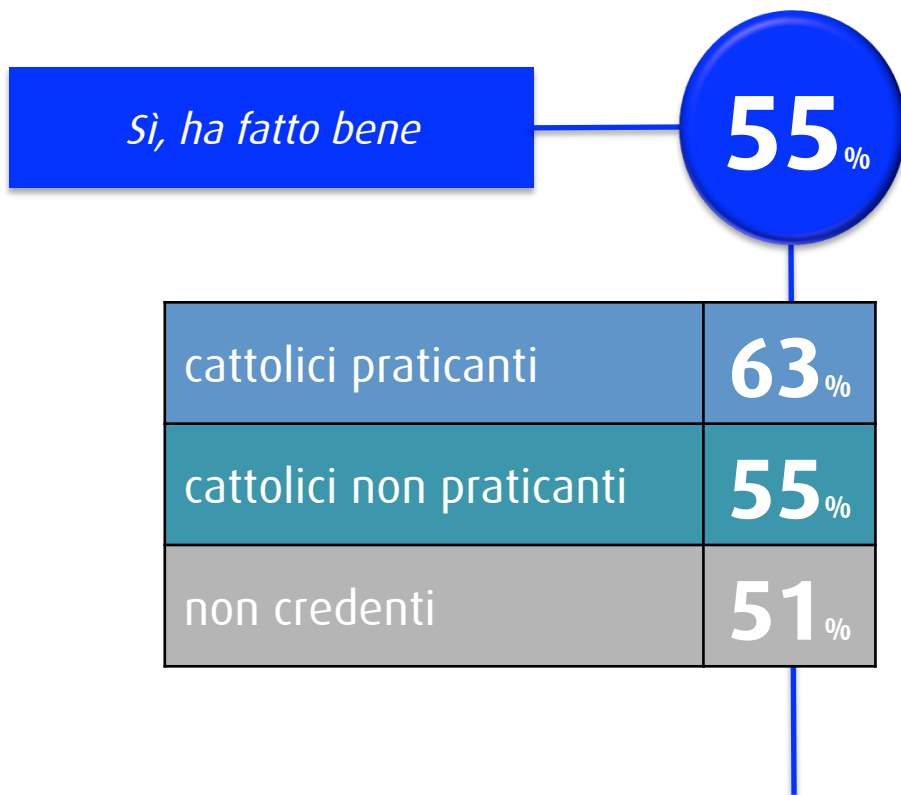 Sì, ha fatto bene
55%
cattolici praticanti 63%
cattolici non praticanti 55%
non credenti 51%